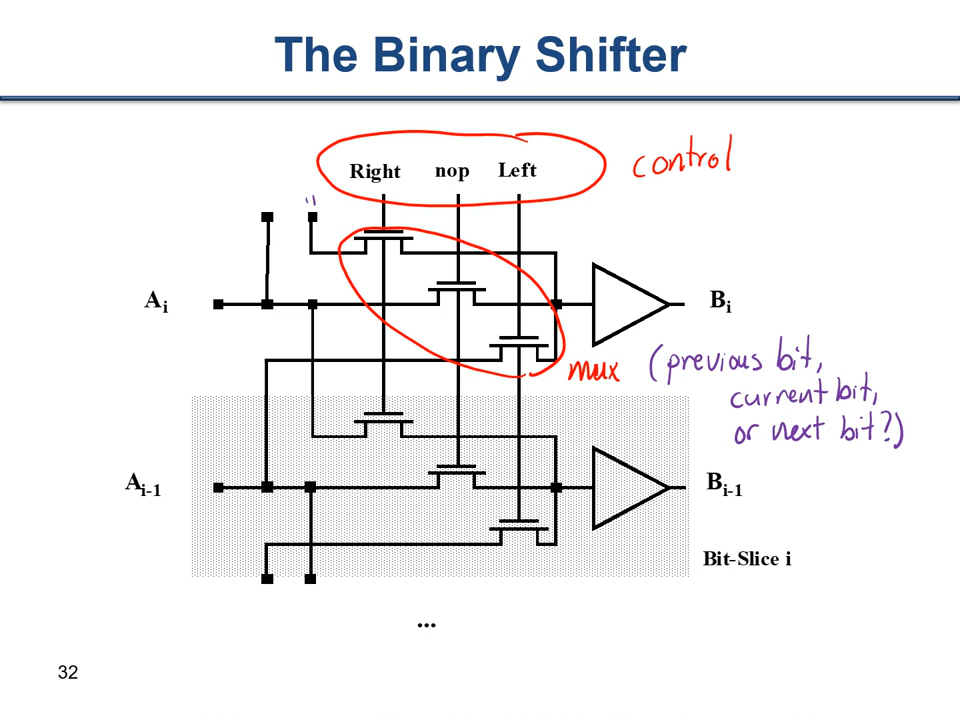 The Binary Shifter
Right nop Left
control
Ai Bi
mux (previous bit,
current bit,
or next bit?)
Ai-1 Bi-1
Bit-Slice i
...
32